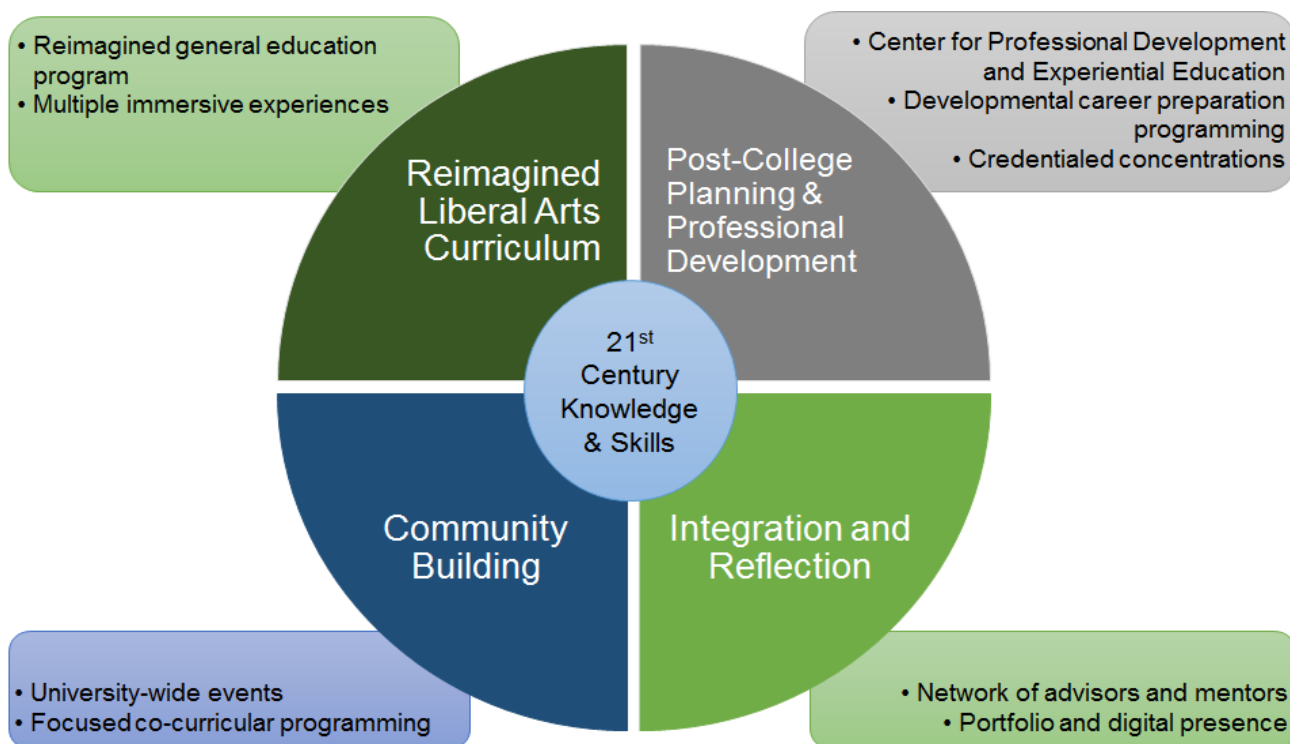 • Reimagined general education
program
• Multiple immersive experiences
• Center for Professional Development
and Experiential Education
• Developmental career preparation
programming
• Credentialed concentrations
Reimagined
Liberal Arts
Curriculum
Post-College
Planning &
Professional
Development
21st
Century
Knowledge
& Skills
Community
Building
Integration and
Reflection
• University-wide events
• Focused co-curricular programming
• Network of advisors and mentors
• Portfolio and digital presence